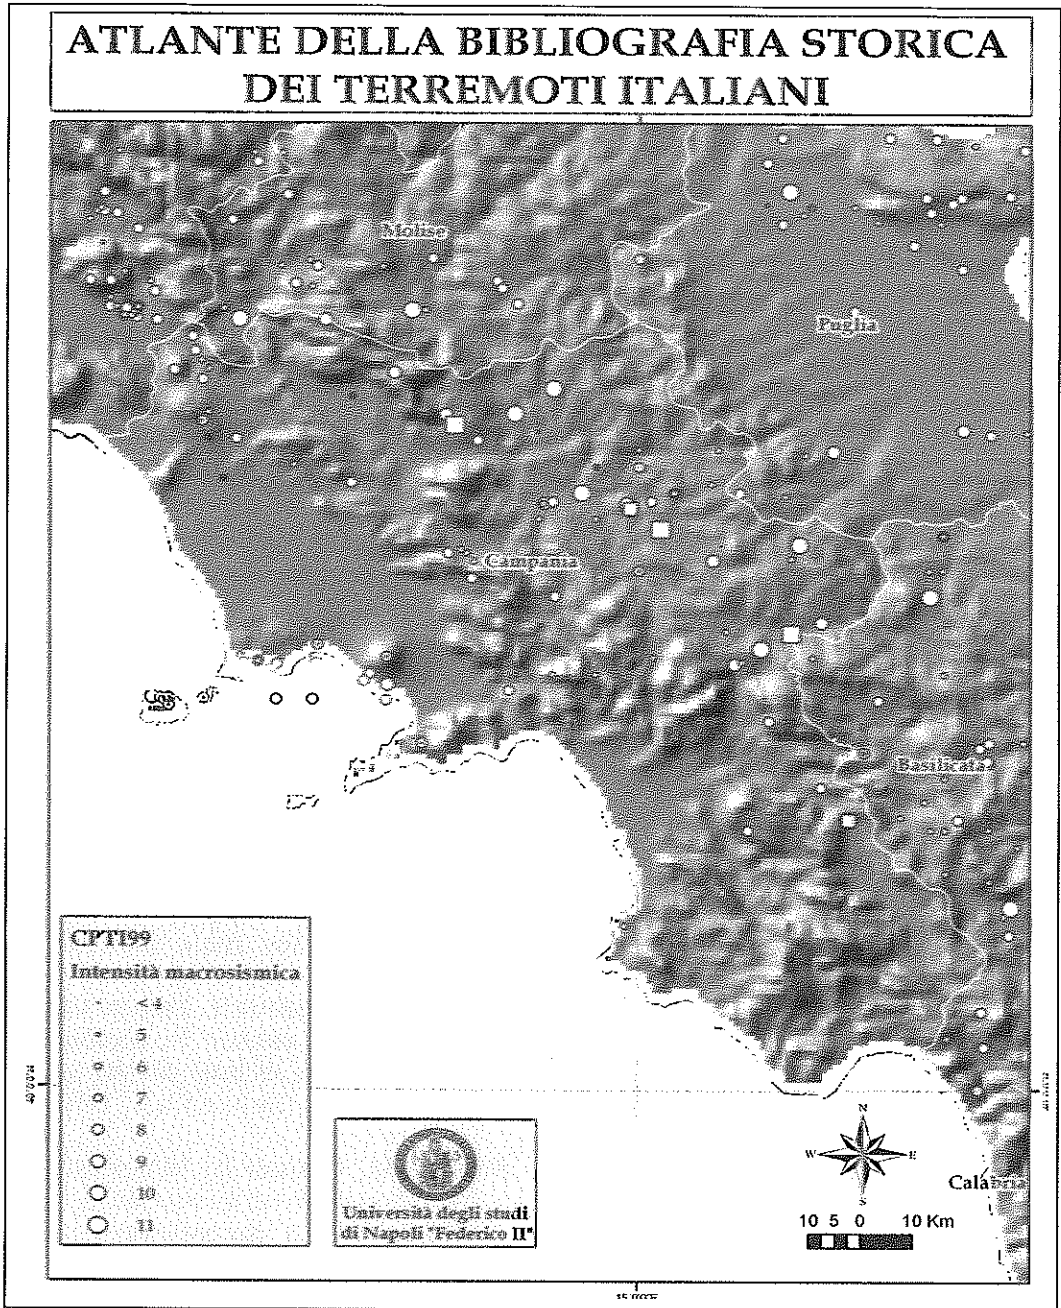 ATLANTE DELLA BIBLIOGRAFIA STORICA
DEI TERREMOTI ITALIANI
Molise
Puglia
Campania
Basilicata
CPTI99
Intensità macrosismica
< 4
5
6
7
8
9
10
11
Università degli studi
di Napoli "Federico II"
N
W E
S
Calabria
10 5 0 10 Km